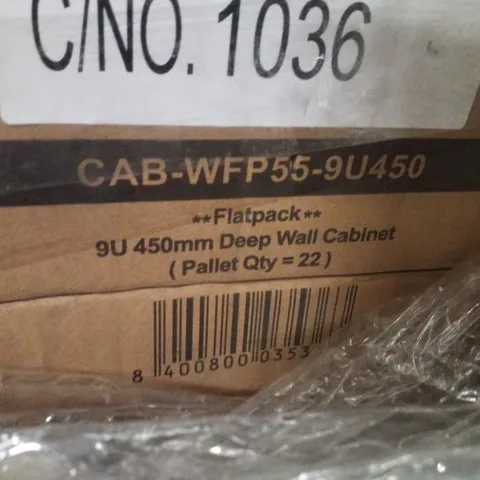 C/NO. 1036
CAB-WFP55-9U450
**Flatpack**
9U 450mm Deep Wall Cabinet
( Pallet Qty = 22 )
8 400800 0353